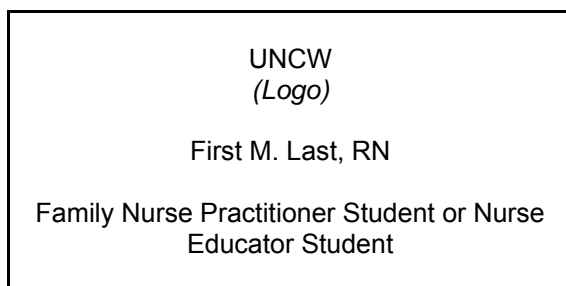 UNCW
(Logo)
First M. Last, RN
Family Nurse Practitioner Student or Nurse
Educator Student